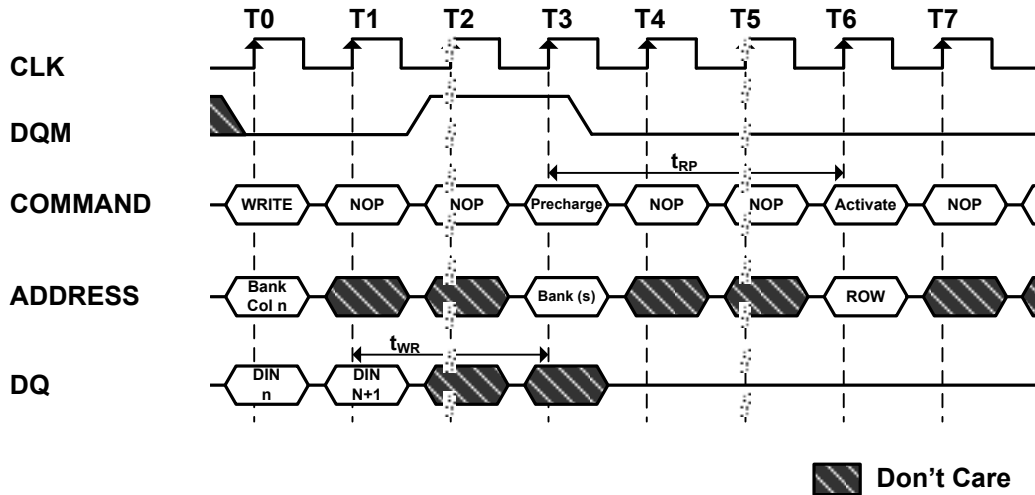 T0 T1 T2 T3 T4 T5 T6 T7
CLK
DQM
tRP
COMMAND WRITE NOP NOP Precharge NOP NOP Activate NOP
ADDRESS Bank Col n Bank (s) ROW
tWR
DQ DIN n DIN N+1
Don't Care